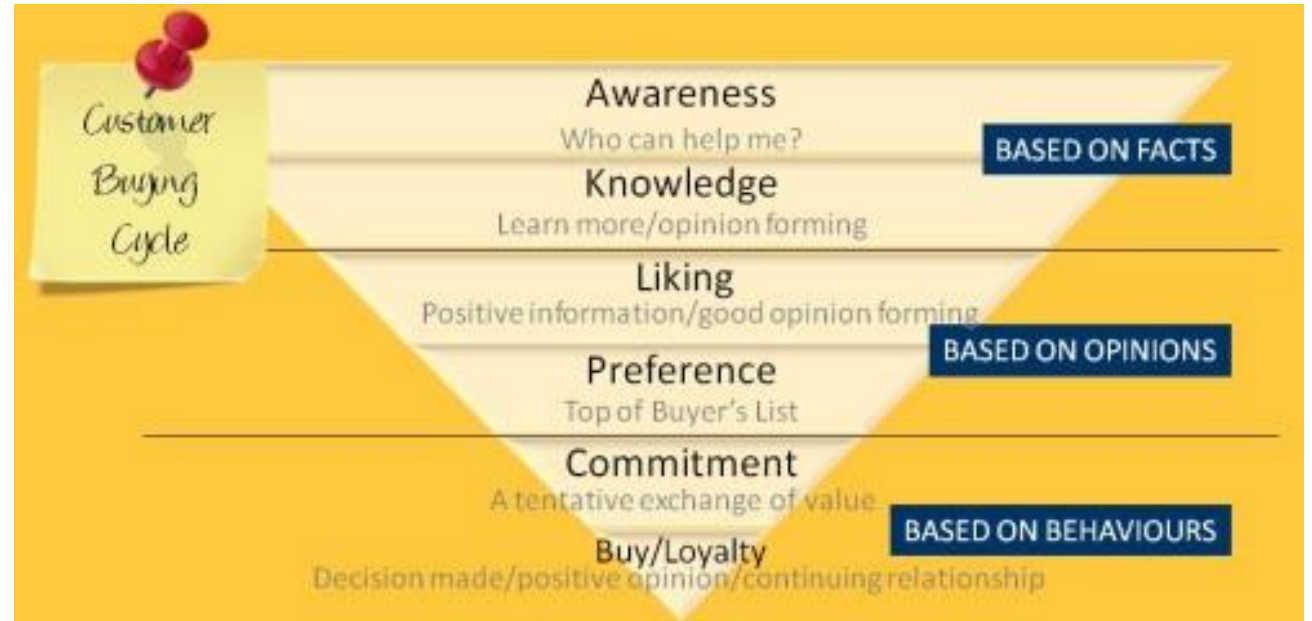 Customer
Buying
Cycle
Awareness
Who can help me?
BASED ON FACTS
Knowledge
Learn more/opinion forming
Liking
Positive information/good opinion forming
BASED ON OPINIONS
Preference
Top of Buyer's List
Commitment
A tentative exchange of value
BASED ON BEHAVIOURS
Buy/Loyalty
Decision made/positive opinion/continuing relationship